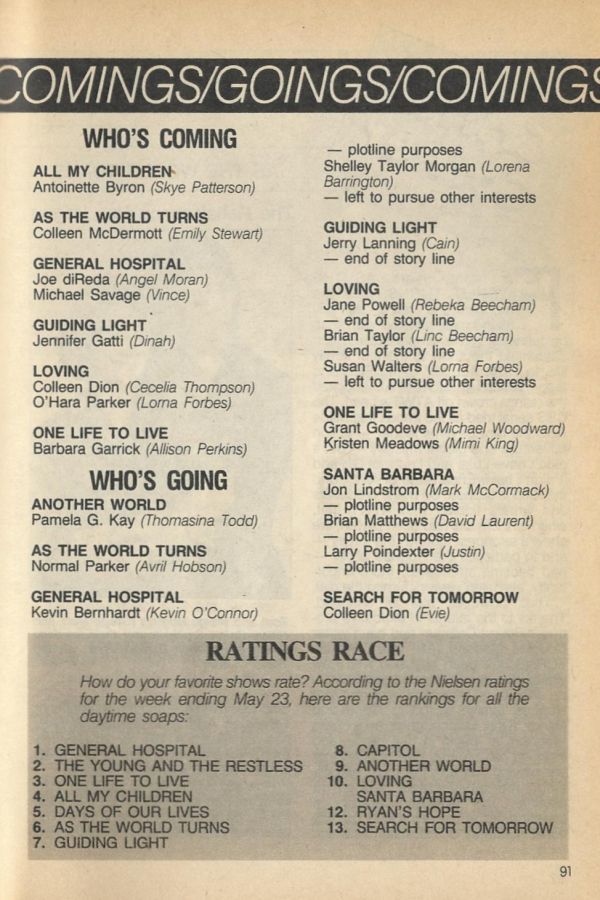 COMINGS/GOINGS/COMINGS
WHO'S COMING
ALL MY CHILDREN
Antoinette Byron (Skye Patterson)
AS THE WORLD TURNS
Colleen McDermott (Emily Stewart)
GENERAL HOSPITAL
Joe diReda (Angel Moran)
Michael Savage (Vince)
GUIDING LIGHT
Jennifer Gatti (Dinah)
LOVING
Colleen Dion (Cecelia Thompson)
O'Hara Parker (Lorna Forbes)
ONE LIFE TO LIVE
Barbara Garrick (Allison Perkins)
WHO'S GOING
ANOTHER WORLD
Pamela G. Kay (Thomasina Todd)
AS THE WORLD TURNS
Normal Parker (Avril Hobson)
GENERAL HOSPITAL
Kevin Bernhardt (Kevin O'Connor)
— plotline purposes
Shelley Taylor Morgan (Lorena
Barrington)
— left to pursue other interests
GUIDING LIGHT
Jerry Lanning (Cain)
— end of story line
LOVING
Jane Powell (Rebeka Beecham)
— end of story line
Brian Taylor (Linc Beecham)
— end of story line
Susan Walters (Lorna Forbes)
— left to pursue other interests
ONE LIFE TO LIVE
Grant Goodeve (Michael Woodward)
Kristen Meadows (Mimi King)
SANTA BARBARA
Jon Lindstrom (Mark McCormack)
— plotline purposes
Brian Matthews (David Laurent)
— plotline purposes
Larry Poindexter (Justin)
— plotline purposes
SEARCH FOR TOMORROW
Colleen Dion (Evie)
RATINGS RACE
How do your favorite shows rate? According to the Nielsen ratings
for the week ending May 23, here are the rankings for all the
daytime soaps:
1. GENERAL HOSPITAL
2. THE YOUNG AND THE RESTLESS
3. ONE LIFE TO LIVE
4. ALL MY CHILDREN
5. DAYS OF OUR LIVES
6. AS THE WORLD TURNS
7. GUIDING LIGHT
8. CAPITOL
9. ANOTHER WORLD
10. LOVING
SANTA BARBARA
12. RYAN'S HOPE
13. SEARCH FOR TOMORROW
91